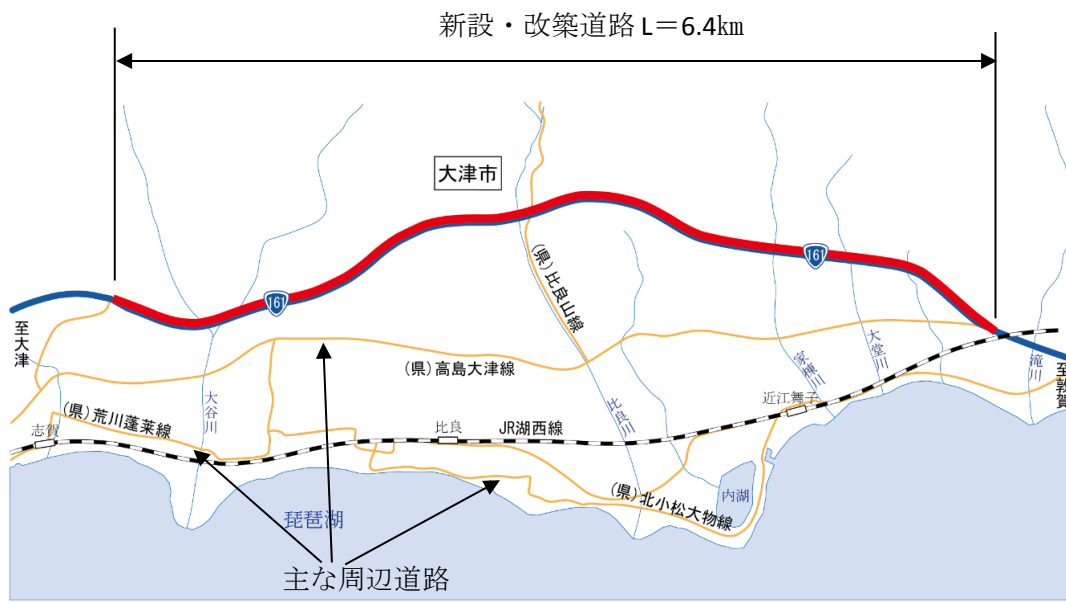 新設・改築道路 L＝6.4㎞
大津市
161
161
至大津
(県)比良山線
(県)高島大津線
大谷川
比良川
家棟川
大堂川
滝川
至敦賀
(県)荒川蓬莱線
志賀
比良
JR湖西線
近江舞子
(県)北小松大物線
内湖
琵琶湖
主な周辺道路